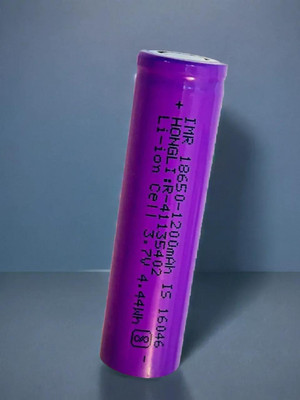 + IMR 18650-1200mAh IS 16046
HONGLI:R-41135402
Li-ion Cell 3.7V 4.44Wh -